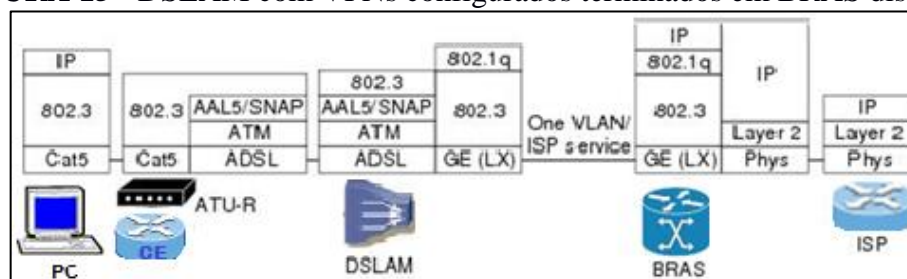 DSLAM com VPNs configurados terminados em BRAS
IP
802.3
Cat5
802.3
Cat5
AAL5/SNAP
ATM
ADSL
802.3
AAL5/SNAP
ATM
ADSL
802.1q
802.3
GE (LX)
One VLAN/
ISP service
IP
802.1q
802.3
GE (LX)
IP
Layer 2
Phys
IP
Layer 2
Phys
PC
ATU-R
CE
DSLAM
BRAS
ISP